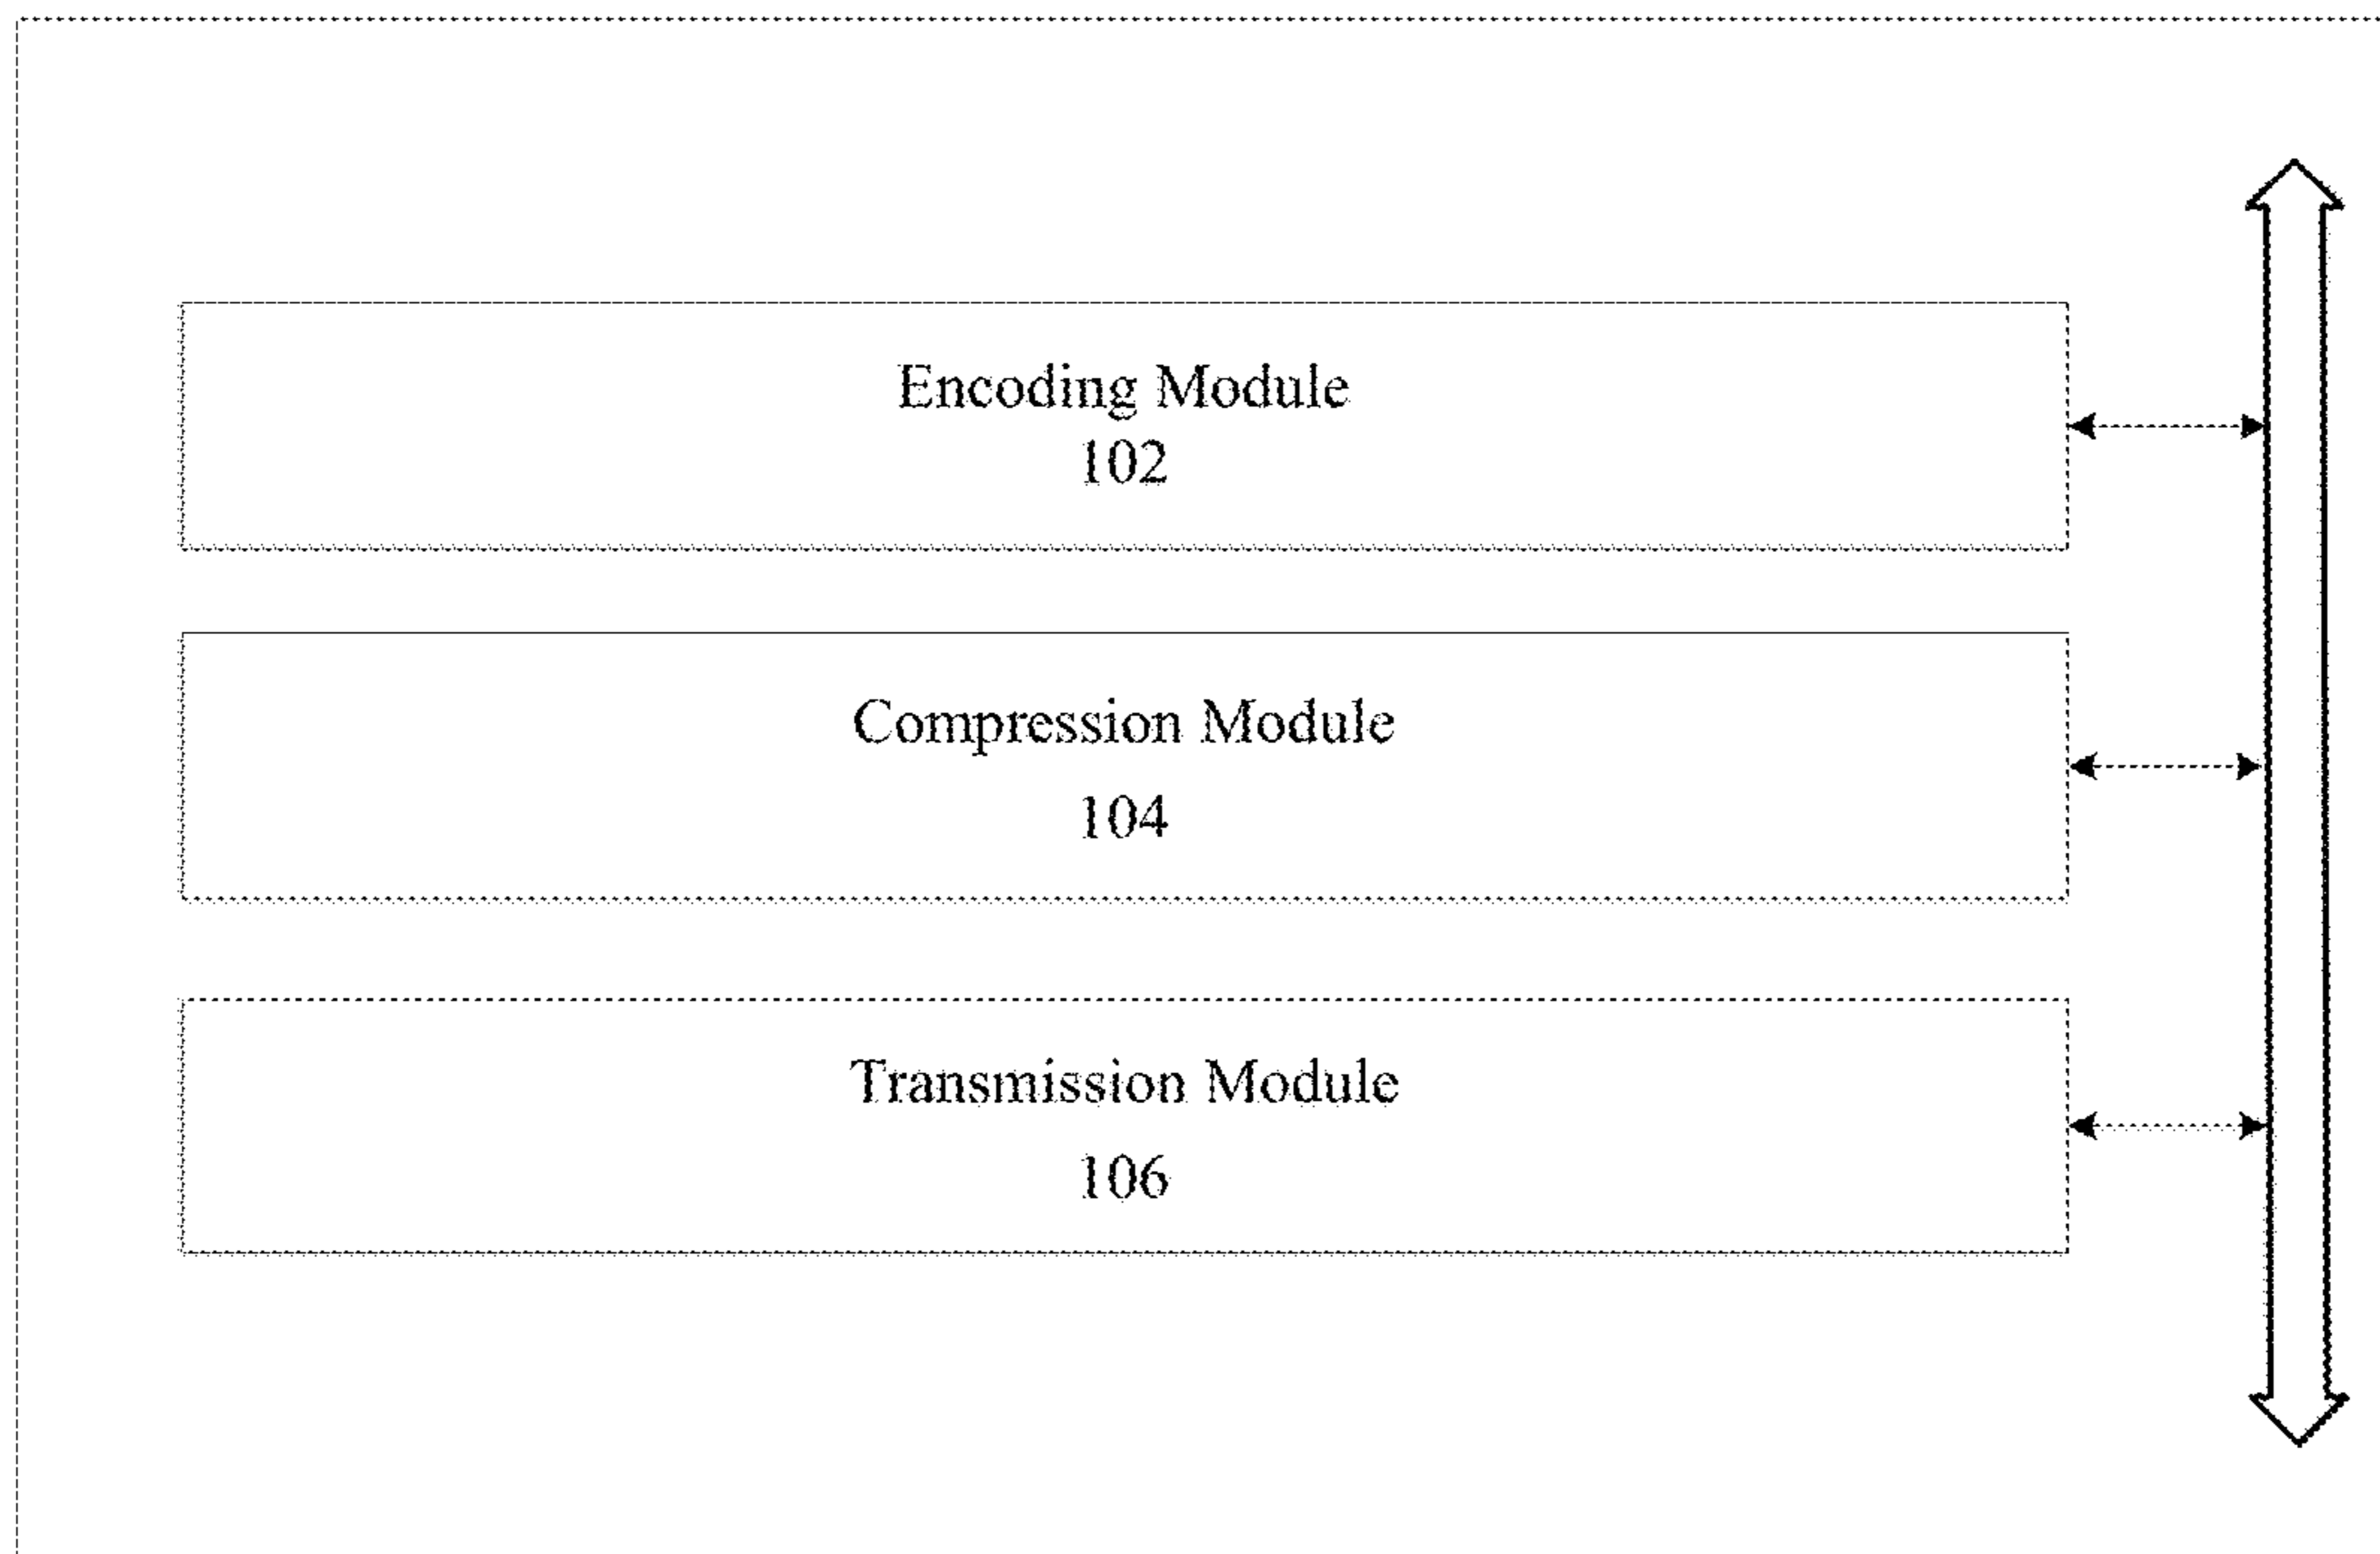 Encoding Module
102
Compression Module
104
Transmission Module
106